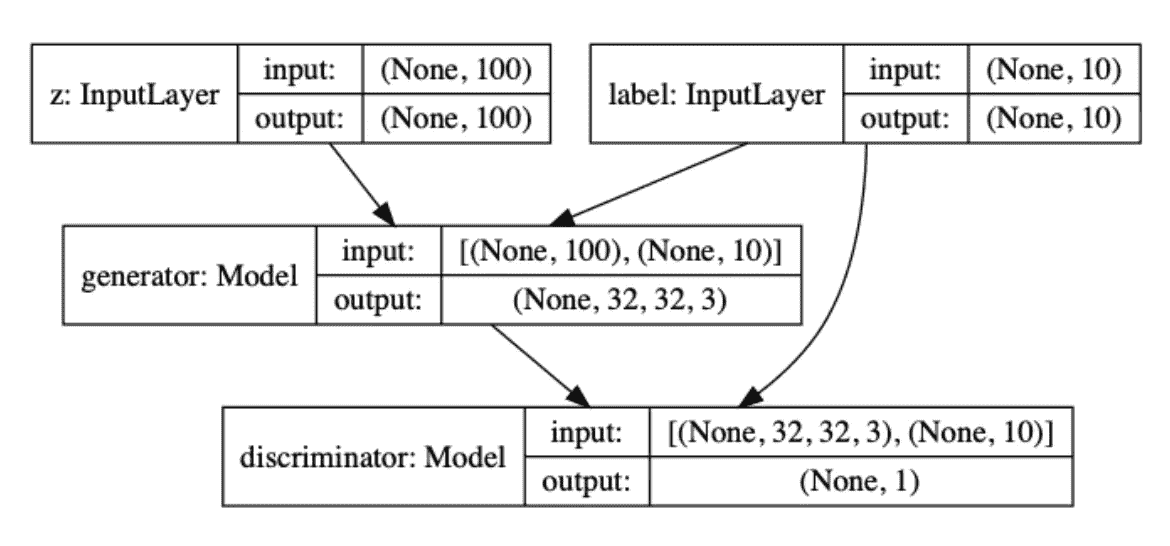 z: InputLayer
input:
(None, 100)
output:
(None, 100)
label: InputLayer
input:
(None, 10)
output:
(None, 10)
generator: Model
input:
[(None, 100), (None, 10)]
output:
(None, 32, 32, 3)
discriminator: Model
input:
[(None, 32, 32, 3), (None, 10)]
output:
(None, 1)